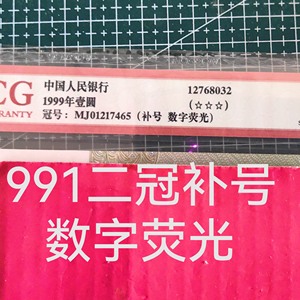 CG
WARRANTY
中国人民银行
12768032
1999年壹圆
(☆☆☆)
冠号：MJ01217465（补号 数字荧光）
991二冠补号
数字荧光